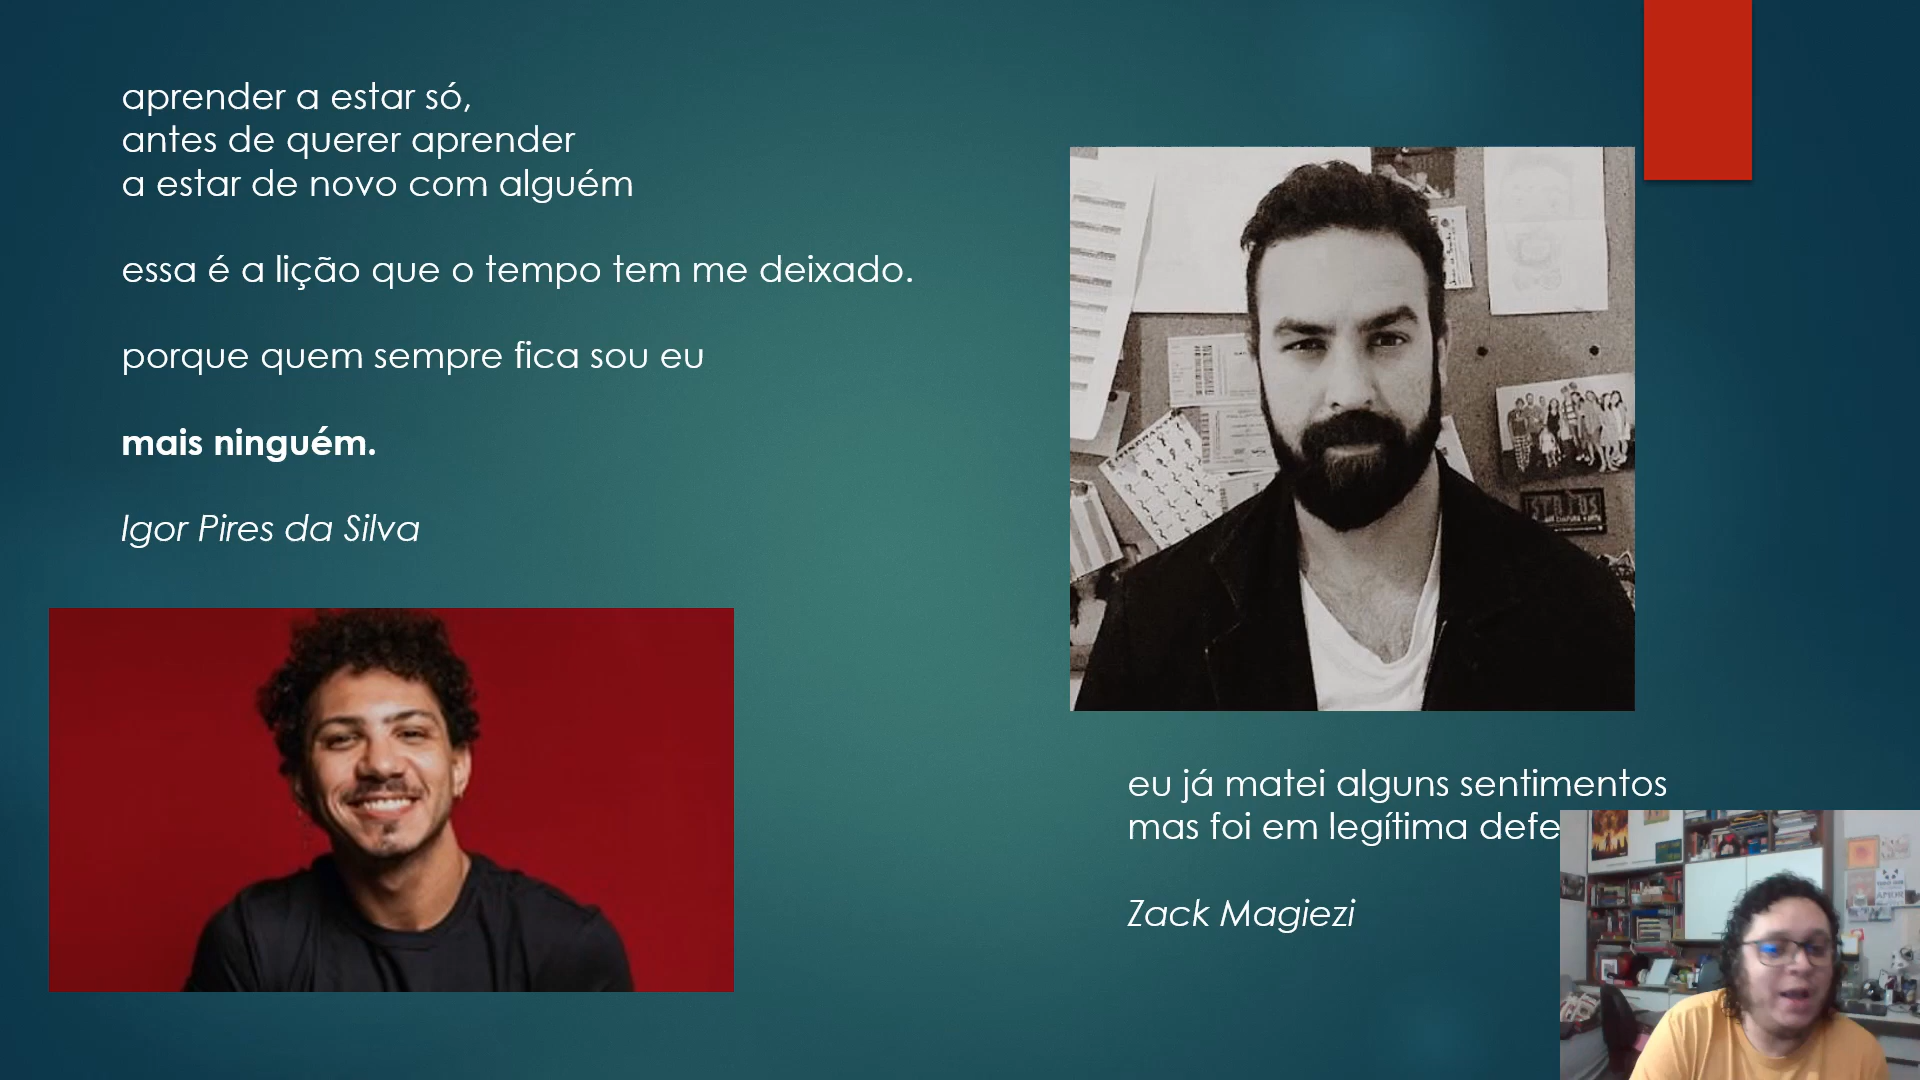 aprender a estar só,
antes de querer aprender
a estar de novo com alguém
essa é a lição que o tempo tem me deixado.
porque quem sempre fica sou eu
mais ninguém.
Igor Pires da Silva
eu já matei alguns sentimentos
mas foi em legítima defe
Zack Magiezi